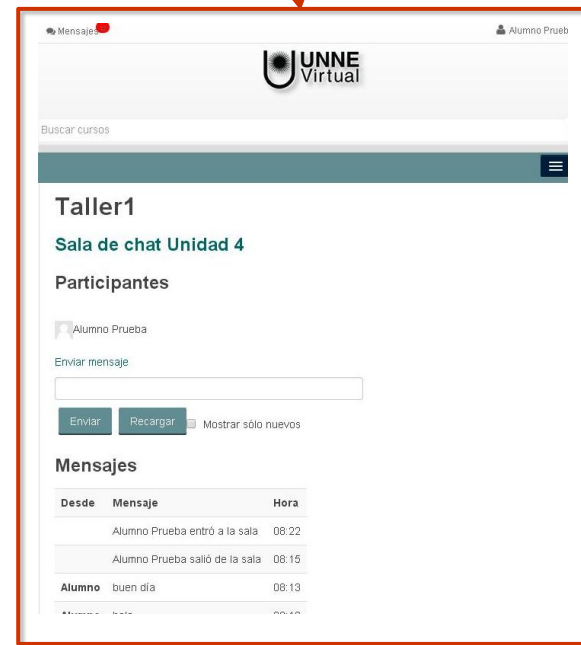 Mensajes Alumno Prueb
UNNE
Virtual
Buscar cursos
Taller1
Sala de chat Unidad 4
Participantes
Alumno Prueba
Enviar mensaje
Enviar Recargar Mostrar sólo nuevos
Mensajes
Desde Mensaje Hora
Alumno Prueba entró a la sala 08:22
Alumno Prueba salió de la sala 08:15
Alumno buen día 08:13